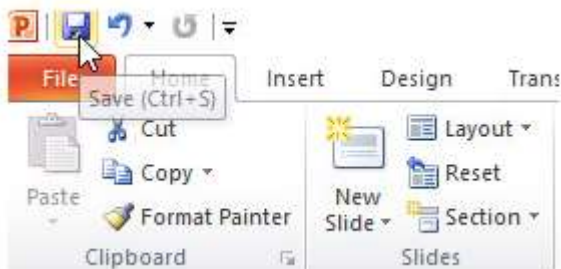 P
File Home Insert Design Trans
Save (Ctrl+S)
Cut Layout
Copy Reset
Paste New
Format Painter Slide Section
Clipboard Slides